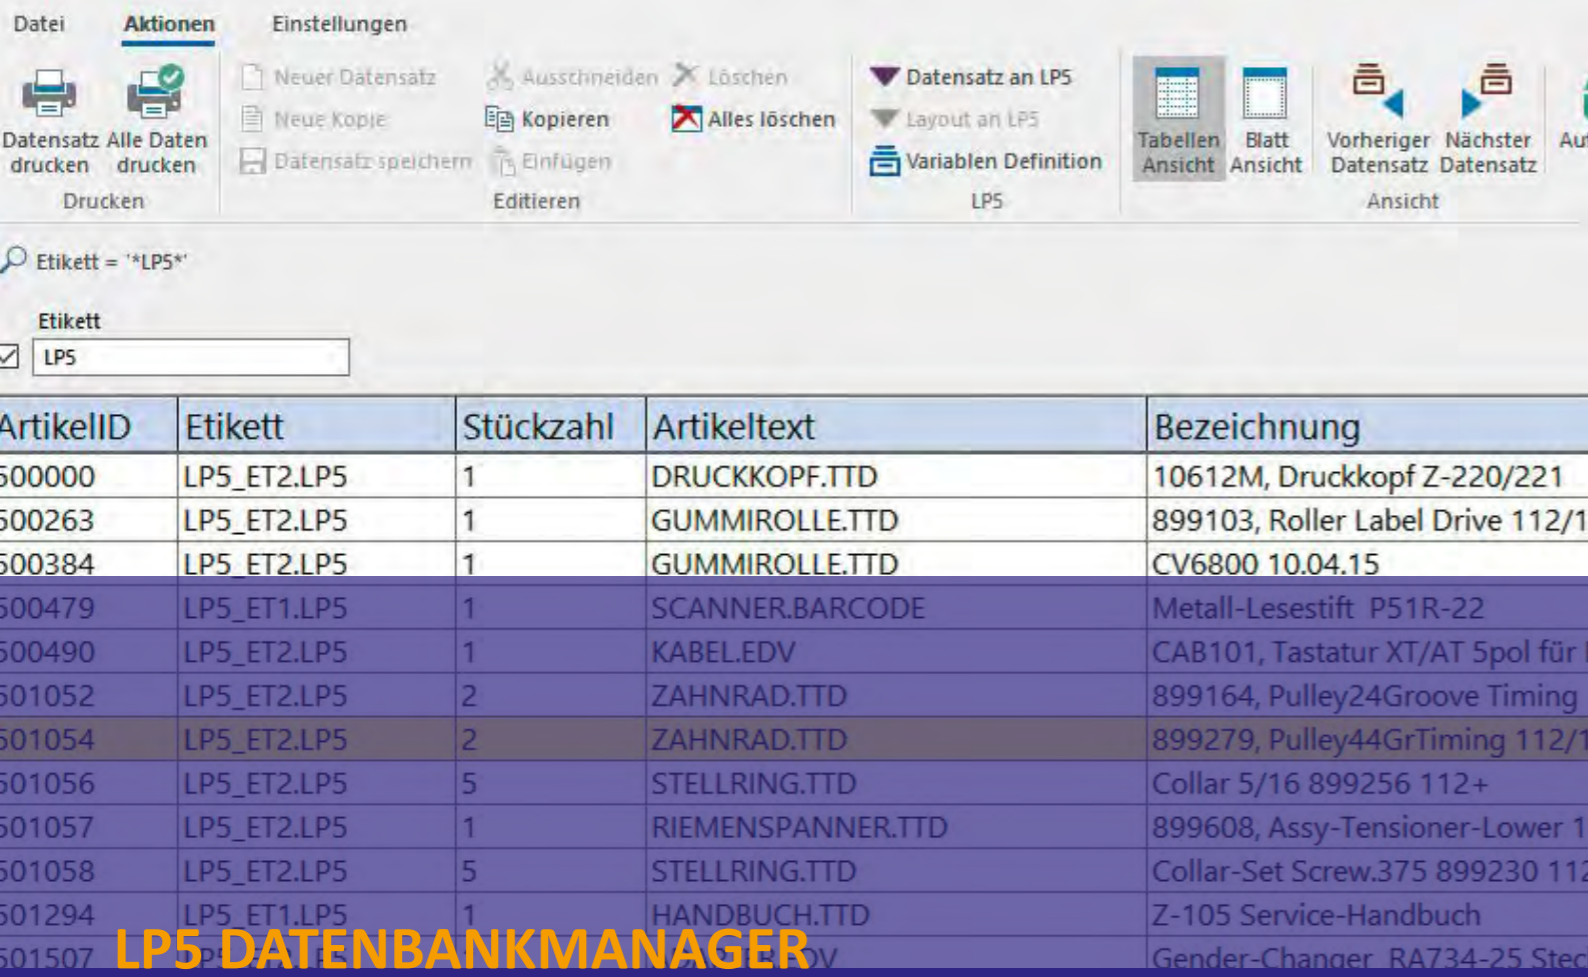 Datei Aktionen Einstellungen
Neuer Datensatz Ausschneiden Löschen Datensatz an LP5
Neue Kopie Kopieren Alles löschen Layout an LP5
Datensatz Alle Daten Tabellen Blatt Vorheriger Nächster
drucken drucken Datensatz speichern Einfügen Variablen Definition Ansicht Ansicht Datensatz Datensatz
Drucken Editieren LP5 Ansicht
Etikett = '*LP5*'
Etikett
LP5
ArtikelID Etikett Stückzahl Artikeltext Bezeichnung
500000 LP5_ET2.LP5 1 DRUCKKOPF.TTD 10612M, Druckkopf Z-220/221
500263 LP5_ET2.LP5 1 GUMMIROLLE.TTD 899103, Roller Label Drive 112/1
500384 LP5_ET2.LP5 1 GUMMIROLLE.TTD CV6800 10.04.15
500479 LP5_ET1.LP5 1 SCANNER.BARCODE Metall-Lesestift P51R-22
500490 LP5_ET2.LP5 1 KABEL.EDV CAB101, Tastatur XT/AT 5pol für
501052 LP5_ET2.LP5 2 ZAHNRAD.TTD 899164, Pulley24Groove Timing
501054 LP5_ET2.LP5 2 ZAHNRAD.TTD 899279, Pulley44GrTiming 112/1
501056 LP5_ET2.LP5 5 STELLRING.TTD Collar 5/16 899256 112+
501057 LP5_ET2.LP5 1 RIEMENSPANNER.TTD 899608, Assy-Tensioner-Lower 1
501058 LP5_ET2.LP5 5 STELLRING.TTD Collar-Set Screw.375 899230 112
501294 LP5_ET1.LP5 1 HANDBUCH.TTD Z-105 Service-Handbuch
501507 Gender-Changer RA734-25 Stec
LP5 DATENBANKMANAGER